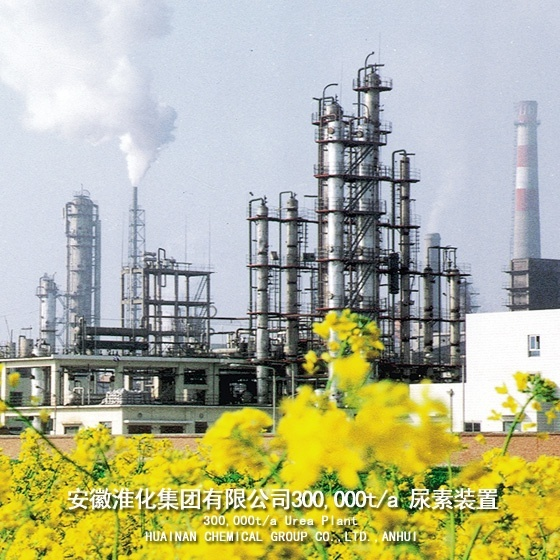 安徽淮化集团有限公司300,000t/a 尿素装置
300,000t/a Urea Plant
HUAINAN CHEMICAL GROUP CO.,LTD. ANHUI